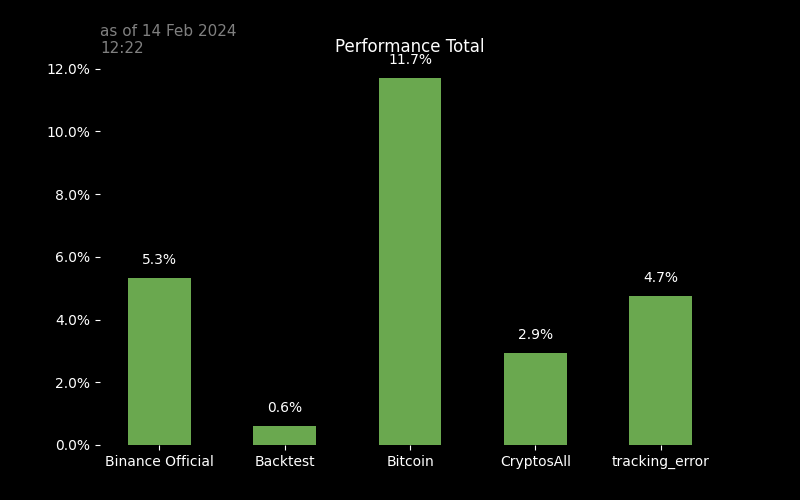 as of 14 Feb 2024
12:22
Performance Total
12.0%
10.0%
8.0%
6.0%
4.0%
2.0%
0.0%
5.3%
0.6%
11.7%
2.9%
4.7%
Binance Official
Backtest
Bitcoin
CryptosAll
tracking_error